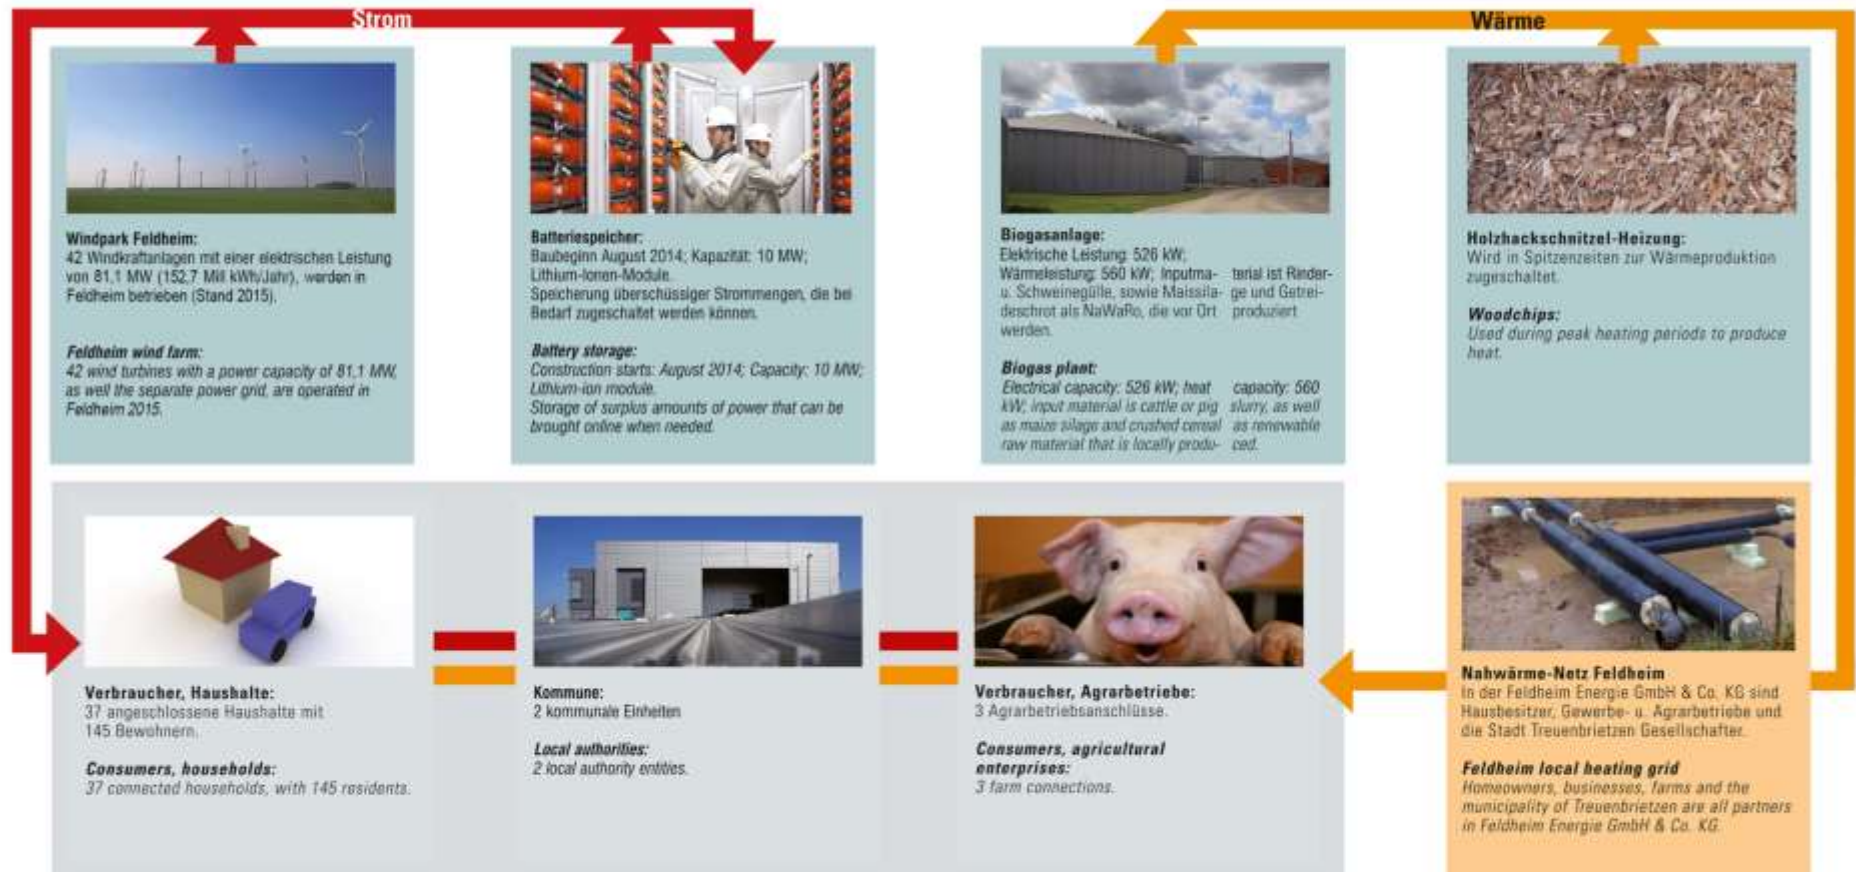 Strom
Wärme
Windpark Feldheim:
42 Windkraftanlagen mit einer elektrischen Leistung
von 81,1 MW (152,7 Mill kWh/Jahr), werden in
Feldheim betrieben (Stand 2015).
Feldheim wind farm:
42 wind turbines with a power capacity of 81,1 MW,
as well the separate power grid, are operated in
Feldheim 2015.
Batteriespeicher:
Baubeginn August 2014; Kapazität: 10 MW;
Lithium-Ionen-Module.
Speicherung überschüssiger Strommengen, die bei
Bedarf zugeschaltet werden können.
Battery storage:
Construction starts: August 2014; Capacity: 10 MW;
Lithium-ion module.
Storage of surplus amounts of power that can be
brought online when needed.
Biogasanlage:
Elektrische Leistung: 526 kW;
Wärmeleistung: 560 kW; Inputma- terial ist Rinder-
u. Schweinegülle, sowie Maissila- ge und Getrei-
deschrot als NaWaRo, die vor Ort produziert
werden.
Biogas plant:
Electrical capacity: 526 kW; heat capacity: 560
kW; input material is cattle or pig slurry, as well
as maize silage and crushed cereal as renewable
raw material that is locally produ- ced.
Holzhackschnitzel-Heizung:
Wird in Spitzenzeiten zur Wärmeproduktion
zugeschaltet.
Woodchips:
Used during peak heating periods to produce
heat.
Verbraucher, Haushalte:
37 angeschlossene Haushalte mit
145 Bewohnern.
Consumers, households:
37 connected households, with 145 residents.
Kommune:
2 kommunale Einheiten
Local authorities:
2 local authority entities.
Verbraucher, Agrarbetriebe:
3 Agrarbetriebsanschlüsse.
Consumers, agricultural
enterprises:
3 farm connections.
Nahwärme-Netz Feldheim
In der Feldheim Energie GmbH & Co. KG sind
Hausbesitzer, Gewerbe- u. Agrarbetriebe und
die Stadt Treuenbrietzen Gesellschafter.
Feldheim local heating grid
Homeowners, businesses, farms and the
municipality of Treuenbrietzen are all partners
in Feldheim Energie GmbH & Co. KG.